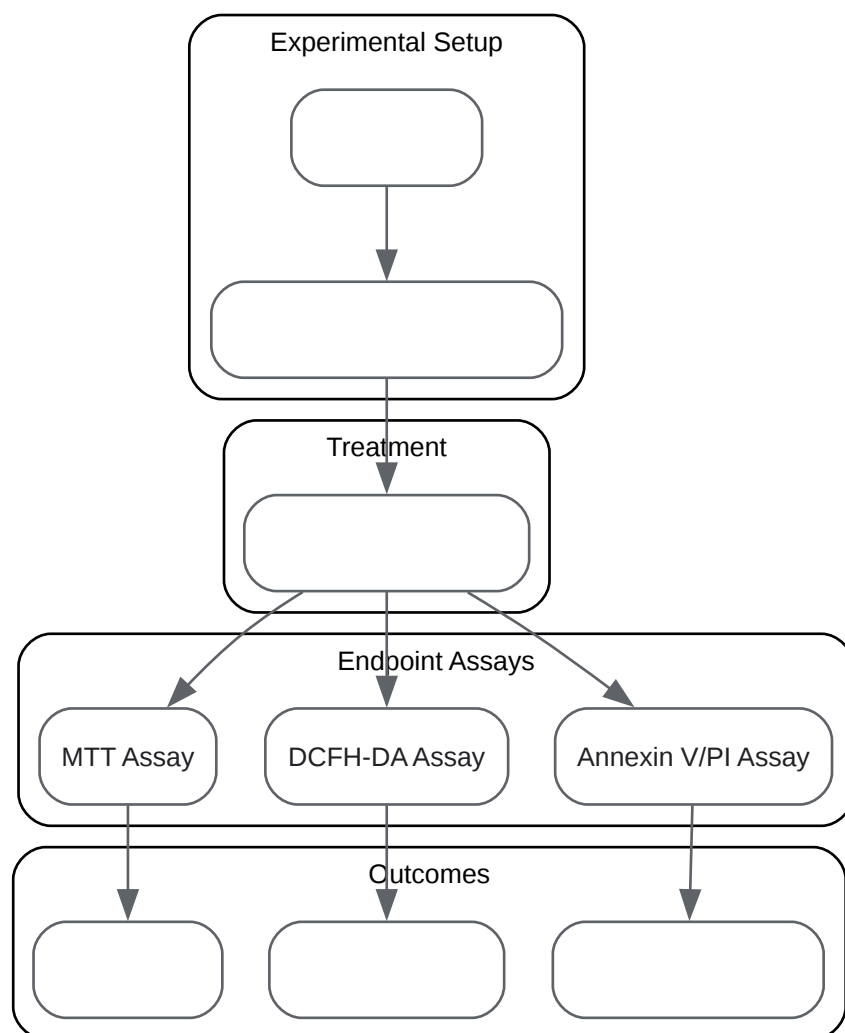 Experimental Setup
Treatment
Endpoint Assays
MTT Assay
DCFH-DA Assay
Annexin V/PI Assay
Outcomes